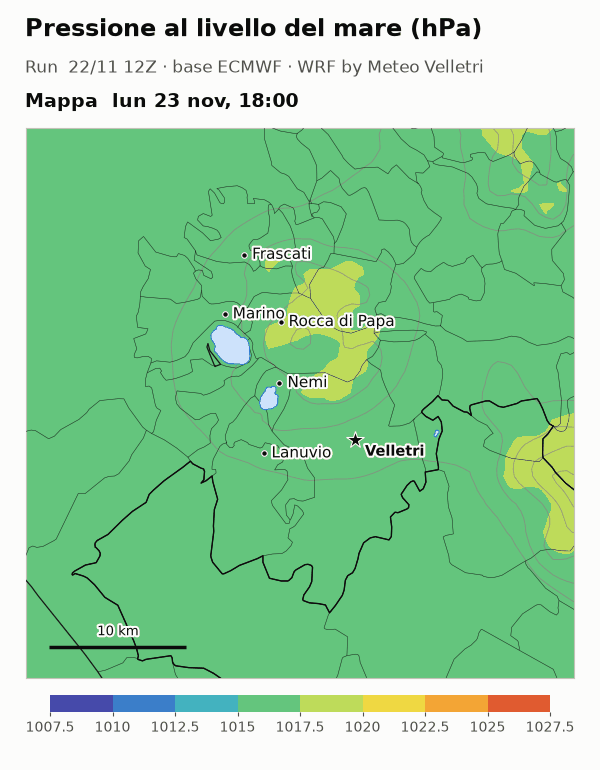 Pressione al livello del mare (hPa)
Run  22/11 12Z · base ECMWF · WRF by Meteo Velletri
Mappa  lun 23 nov, 18:00
Frascati
Marino
Rocca di Papa
Nemi
Velletri
Lanuvio
10 km
1007.5 1010 1012.5 1015 1017.5 1020 1022.5 1025 1027.5